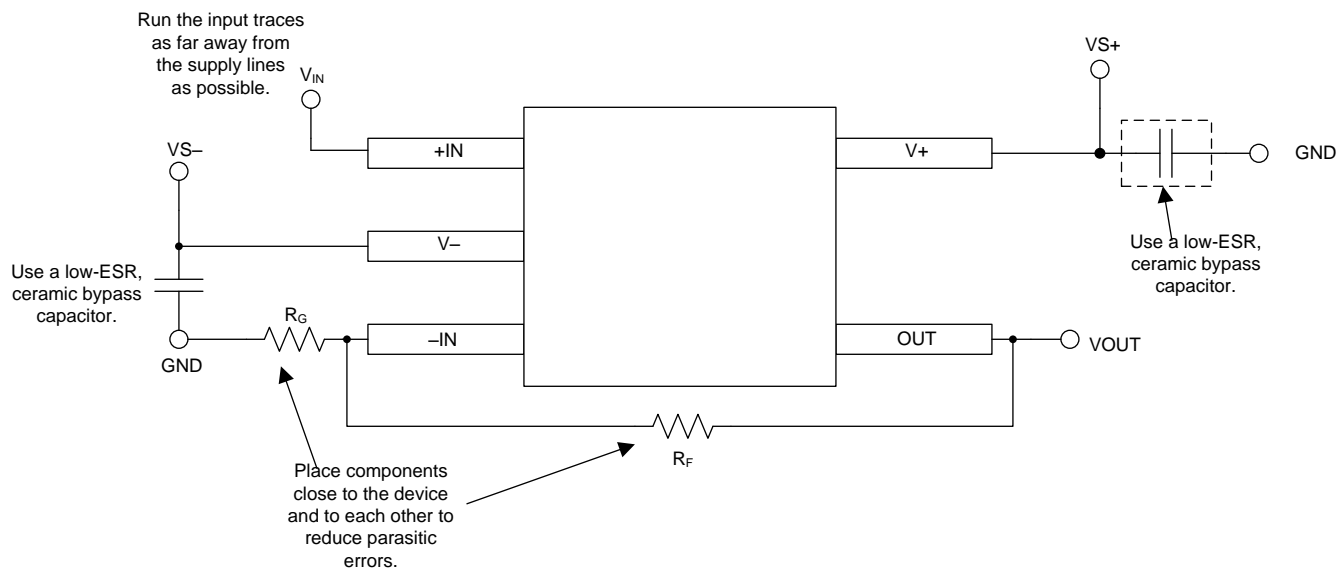 Run the input traces
as far away from
the supply lines
as possible.
VIN
VS+
VS–
+IN
V+
GND
V–
Use a low-ESR,
ceramic bypass
capacitor.
Use a low-ESR,
ceramic bypass
capacitor.
RG
–IN
OUT
VOUT
GND
RF
Place components
close to the device
and to each other to
reduce parasitic
errors.